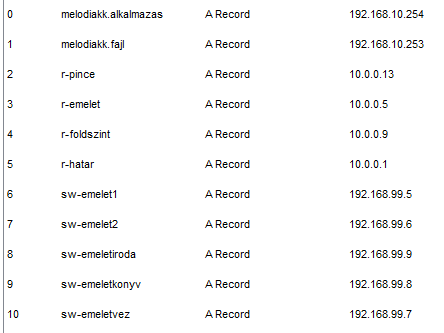 0 melodiakk.alkalmazas A Record 192.168.10.254
1 melodiakk.fajl A Record 192.168.10.253
2 r-pince A Record 10.0.0.13
3 r-emelet A Record 10.0.0.5
4 r-foldszint A Record 10.0.0.9
5 r-hatar A Record 10.0.0.1
6 sw-emelet1 A Record 192.168.99.5
7 sw-emelet2 A Record 192.168.99.6
8 sw-emeletiroda A Record 192.168.99.9
9 sw-emeletkonyv A Record 192.168.99.8
10 sw-emeletvez A Record 192.168.99.7